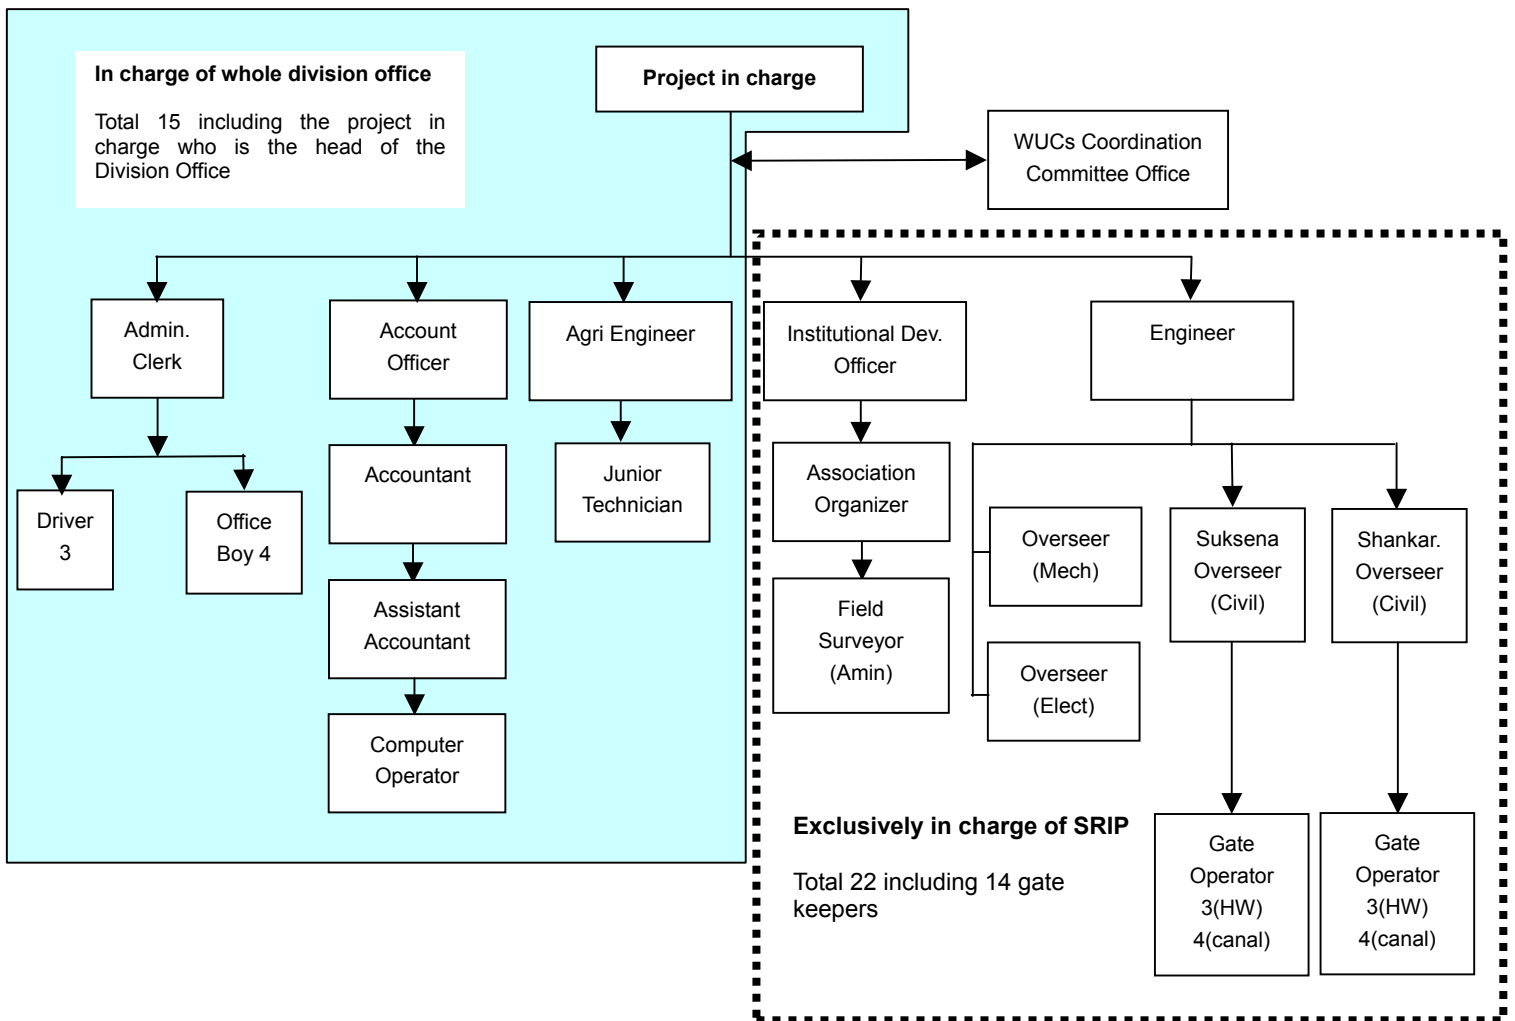 In charge of whole division office
Total 15 including the project in
charge who is the head of the
Division Office
Project in charge
WUCs Coordination
Committee Office
Admin.
Clerk
Account
Officer
Agri Engineer
Institutional Dev.
Officer
Engineer
Driver
3
Office
Boy 4
Accountant
Junior
Technician
Association
Organizer
Overseer
(Mech)
Suksena
Overseer
(Civil)
Shankar.
Overseer
(Civil)
Assistant
Accountant
Field
Surveyor
(Amin)
Overseer
(Elect)
Computer
Operator
Exclusively in charge of SRIP
Total 22 including 14 gate
keepers
Gate
Operator
3(HW)
4(canal)
Gate
Operator
3(HW)
4(canal)